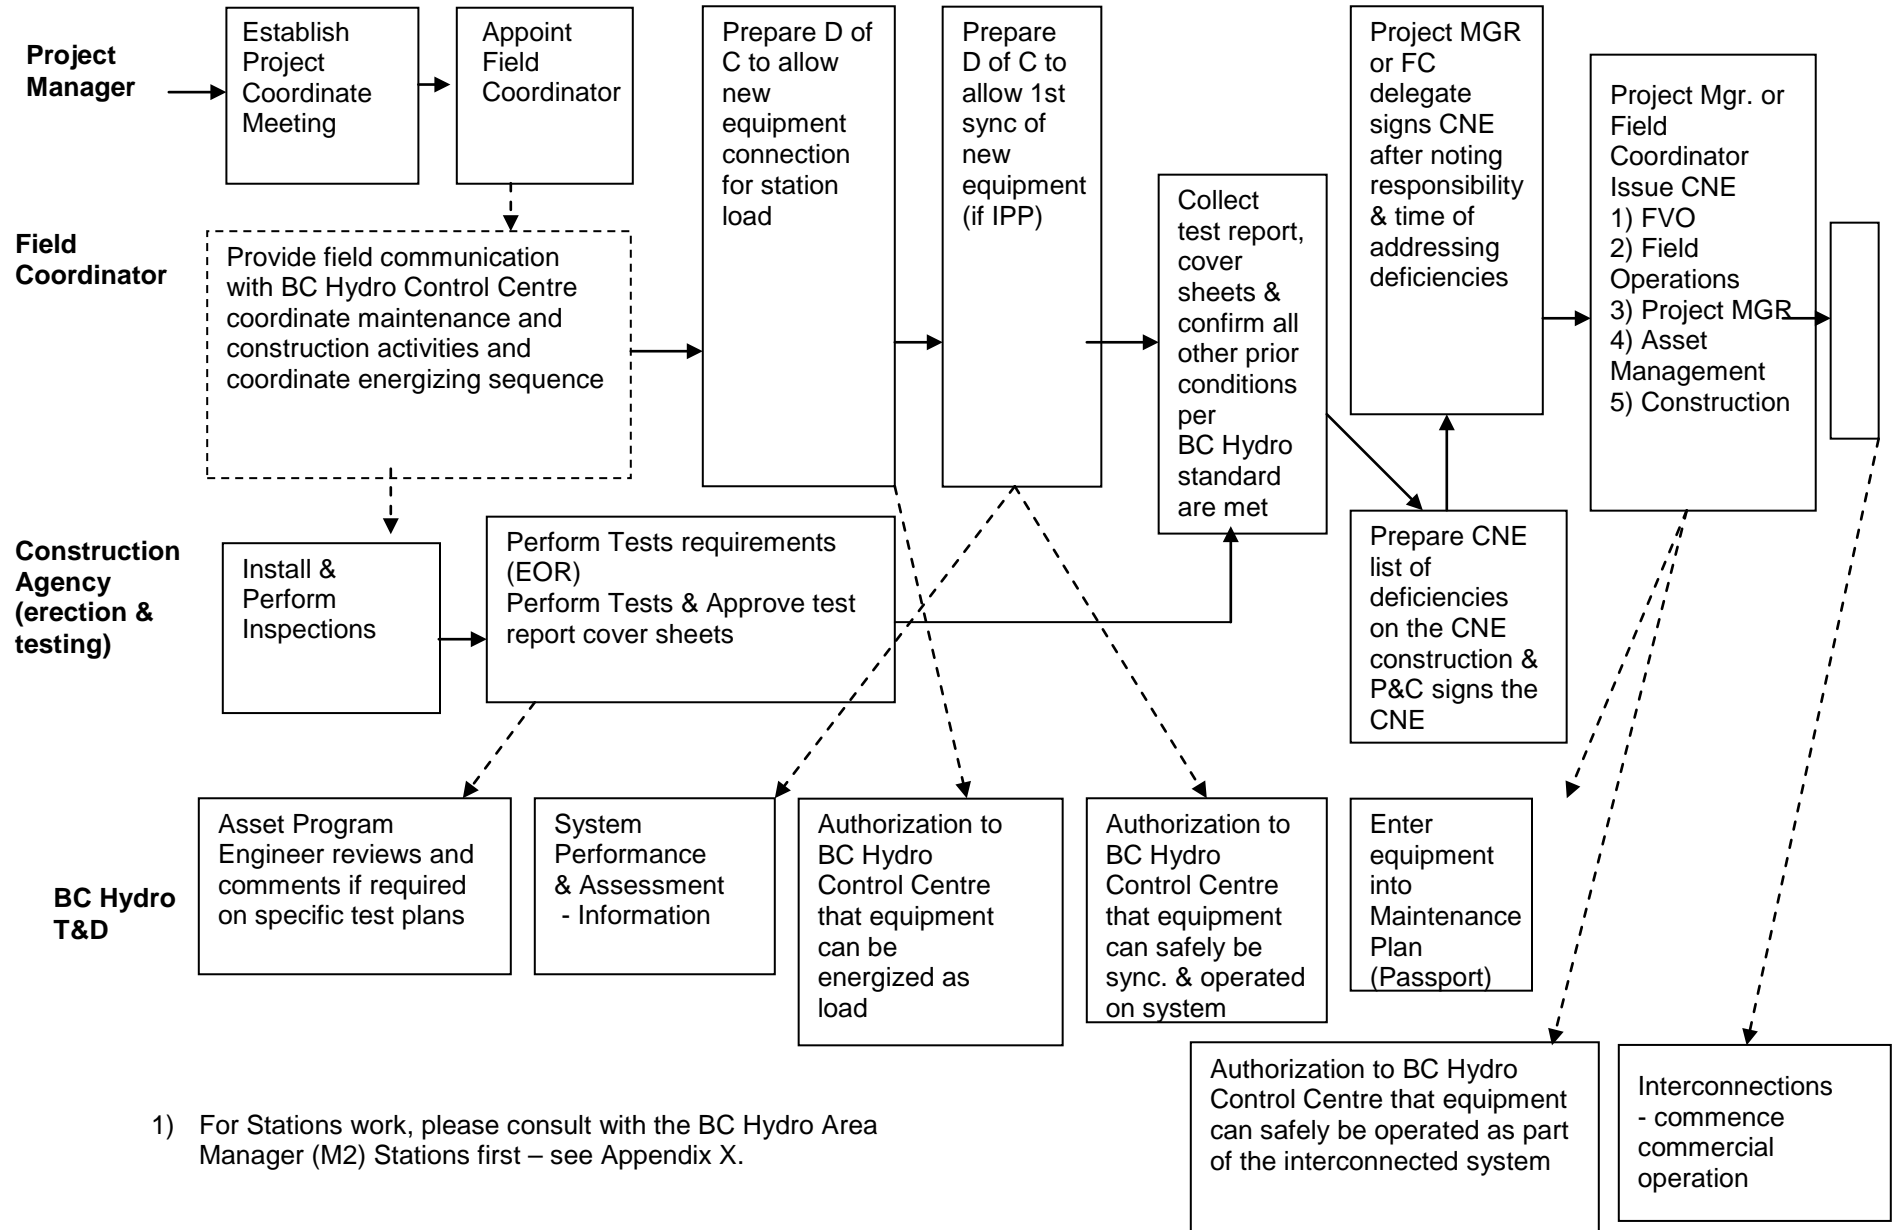 Project
Manager
Establish
Project
Coordinate
Meeting
Appoint
Field
Coordinator
Prepare D of
C to allow
new
equipment
connection
for station
load
Prepare
D of C to
allow 1st
sync of
new
equipment
(if IPP)
Project MGR
or FC
delegate
signs CNE
after noting
responsibility
& time of
addressing
deficiencies
Project Mgr. or
Field
Coordinator
Issue CNE
1) FVO
2) Field
Operations
3) Project MGR
4) Asset
Management
5) Construction
Field
Coordinator
Provide field communication
with BC Hydro Control Centre
coordinate maintenance and
construction activities and
coordinate energizing sequence
Collect
test report,
cover
sheets &
confirm all
other prior
conditions
per
BC Hydro
standard
are met
Construction
Agency
(erection &
testing)
Install &
Perform
Inspections
Perform Tests requirements
(EOR)
Perform Tests & Approve test
report cover sheets
Prepare CNE
list of
deficiencies
on the CNE
construction &
P&C signs the
CNE
BC Hydro
T&D
Asset Program
Engineer reviews and
comments if required
on specific test plans
System
Performance
& Assessment
- Information
Authorization to
BC Hydro
Control Centre
that equipment
can be
energized as
load
Authorization to
BC Hydro
Control Centre
that equipment
can safely be
sync. & operated
on system
Enter
equipment
into
Maintenance
Plan
(Passport)
Authorization to BC Hydro
Control Centre that equipment
can safely be operated as part
of the interconnected system
Interconnections
- commence
commercial
operation
1) For Stations work, please consult with the BC Hydro Area
Manager (M2) Stations first – see Appendix X.